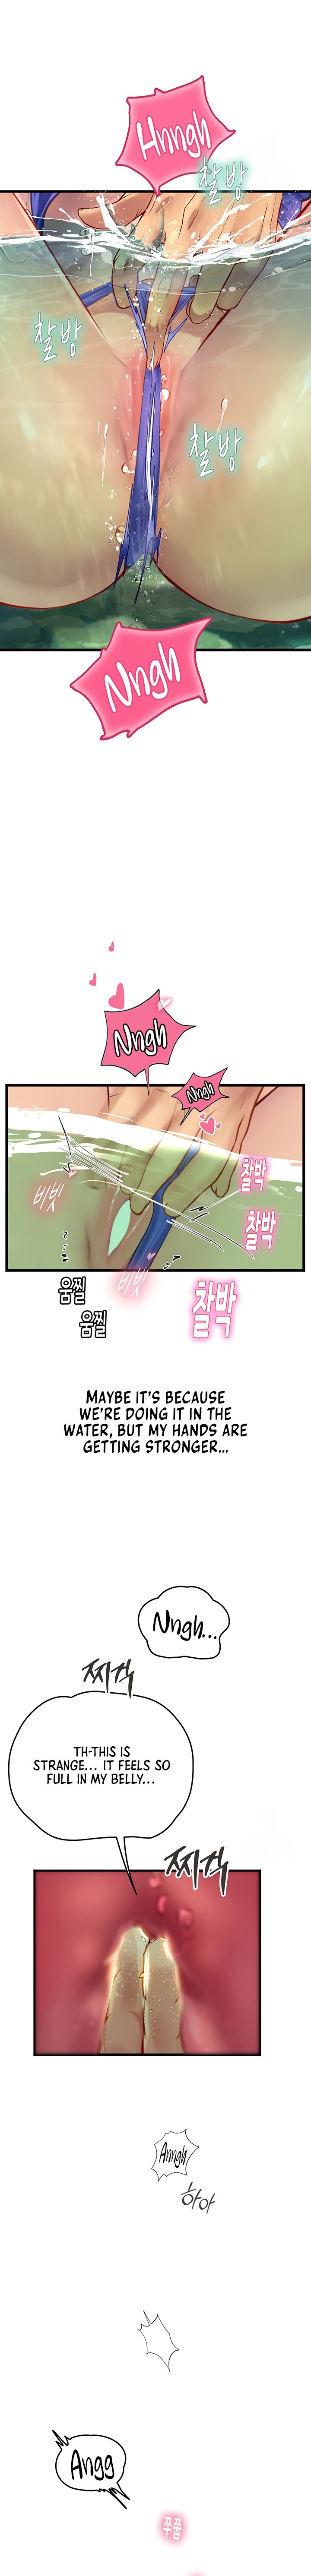 Hnngh
찰방
찰방
찰방
Nngh
Nngh
Nngh
찰박
비빗
찰박
움찔
비빗
찰박
움찔
MAYBE IT'S BECAUSE
WE'RE DOING IT IN THE
WATER, BUT MY HANDS ARE
GETTING STRONGER...
Nngh...
찌걱
TH-THIS IS
STRANGE... IT FEELS SO
FULL IN MY BELLY...
찌걱
Anngh
하아
Angg
쭈쭙